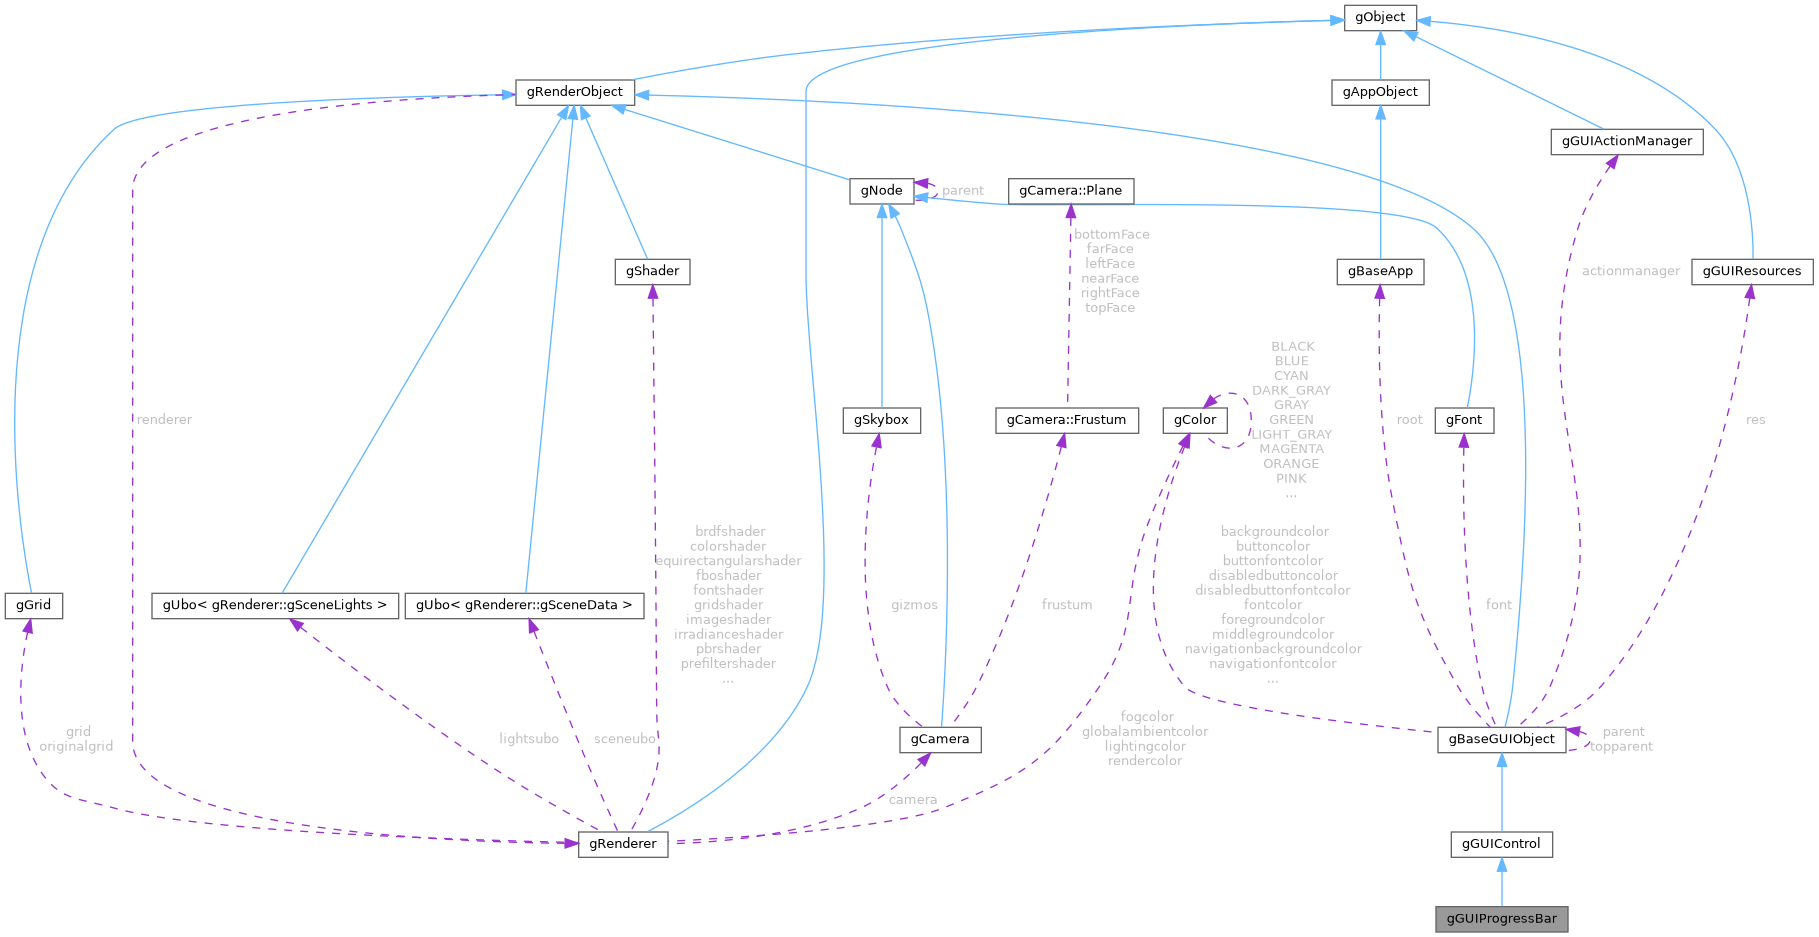 gObject
gRenderObject
gAppObject
gGUIActionManager
gNode
parent
gCamera::Plane
bottomFace
farFace
leftFace
nearFace
rightFace
topFace
gShader
gBaseApp
actionmanager
gGUIResources
BLACK
BLUE
CYAN
DARK_GRAY
GRAY
GREEN
LIGHT_GRAY
MAGENTA
ORANGE
PINK
...
renderer
gSkybox
gCamera::Frustum
gColor
root
gFont
res
brdfshader
colorshader
equirectangularshader
fboshader
fontshader
gridshader
imageshader
irradianceshader
pbrshader
prefiltershader
...
backgroundcolor
buttoncolor
buttonfontcolor
disabledbuttoncolor
disabledbuttonfontcolor
fontcolor
foregroundcolor
middlegroundcolor
navigationbackgroundcolor
navigationfontcolor
...
gGrid
gUbo< gRenderer::gSceneLights >
gUbo< gRenderer::gSceneData >
gizmos
frustum
font
grid
originalgrid
lightsubo
sceneubo
gCamera
fogcolor
globalambientcolor
lightingcolor
rendercolor
gBaseGUIObject
parent
topparent
camera
gRenderer
gGUIControl
gGUIProgressBar